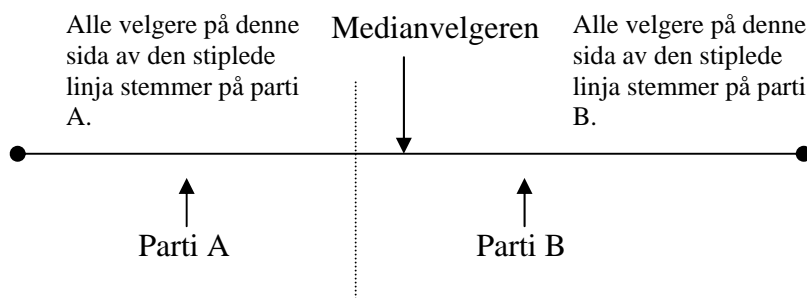 Alle velgere på denne
sida av den stiplede
linja stemmer på parti
A.
Medianvelgeren
Alle velgere på denne
sida av den stiplede
linja stemmer på parti
B.
Parti A
Parti B